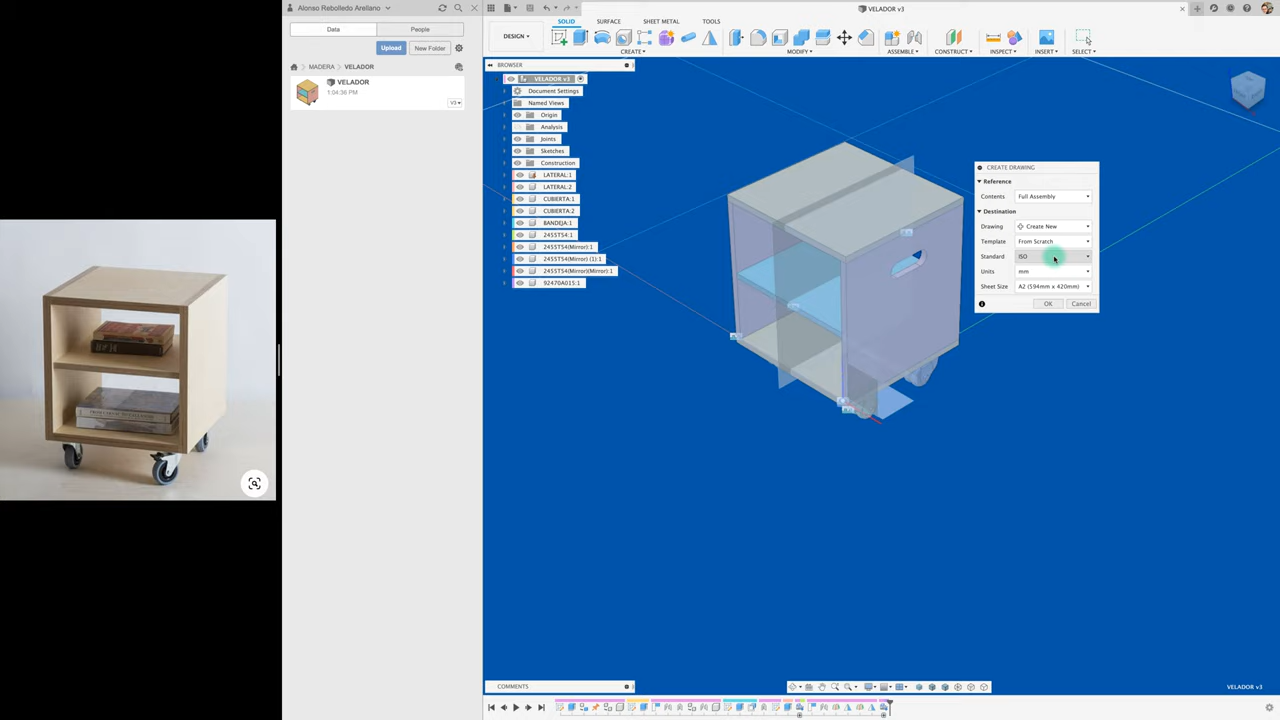 Alonso Rebolledo Arellano
Data
People
Upload
New Folder
MADERA
VELADOR
VELADOR
1:04:36 PM
V3
VELADOR v3
DESIGN
SOLID
SURFACE
SHEET METAL
TOOLS
CREATE
MODIFY
ASSEMBLE
CONSTRUCT
INSPECT
INSERT
SELECT
BROWSER
VELADOR v3
Document Settings
Named Views
Origin
Analysis
Joints
Sketches
Construction
LATERAL:1
LATERAL:2
CUBIERTA:1
CUBIERTA:2
BANDEJA:1
2455T54:1
2455T54(Mirror):1
2455T54(Mirror) (1):1
2455T54(Mirror)(Mirror):1
92470A015:1
CREATE DRAWING
Reference
Contents Full Assembly
Destination
Drawing Create New
Template From Scratch
Standard ISO
Units mm
Sheet Size A2 (594mm x 420mm)
OK Cancel
COMMENTS
VELADOR v3